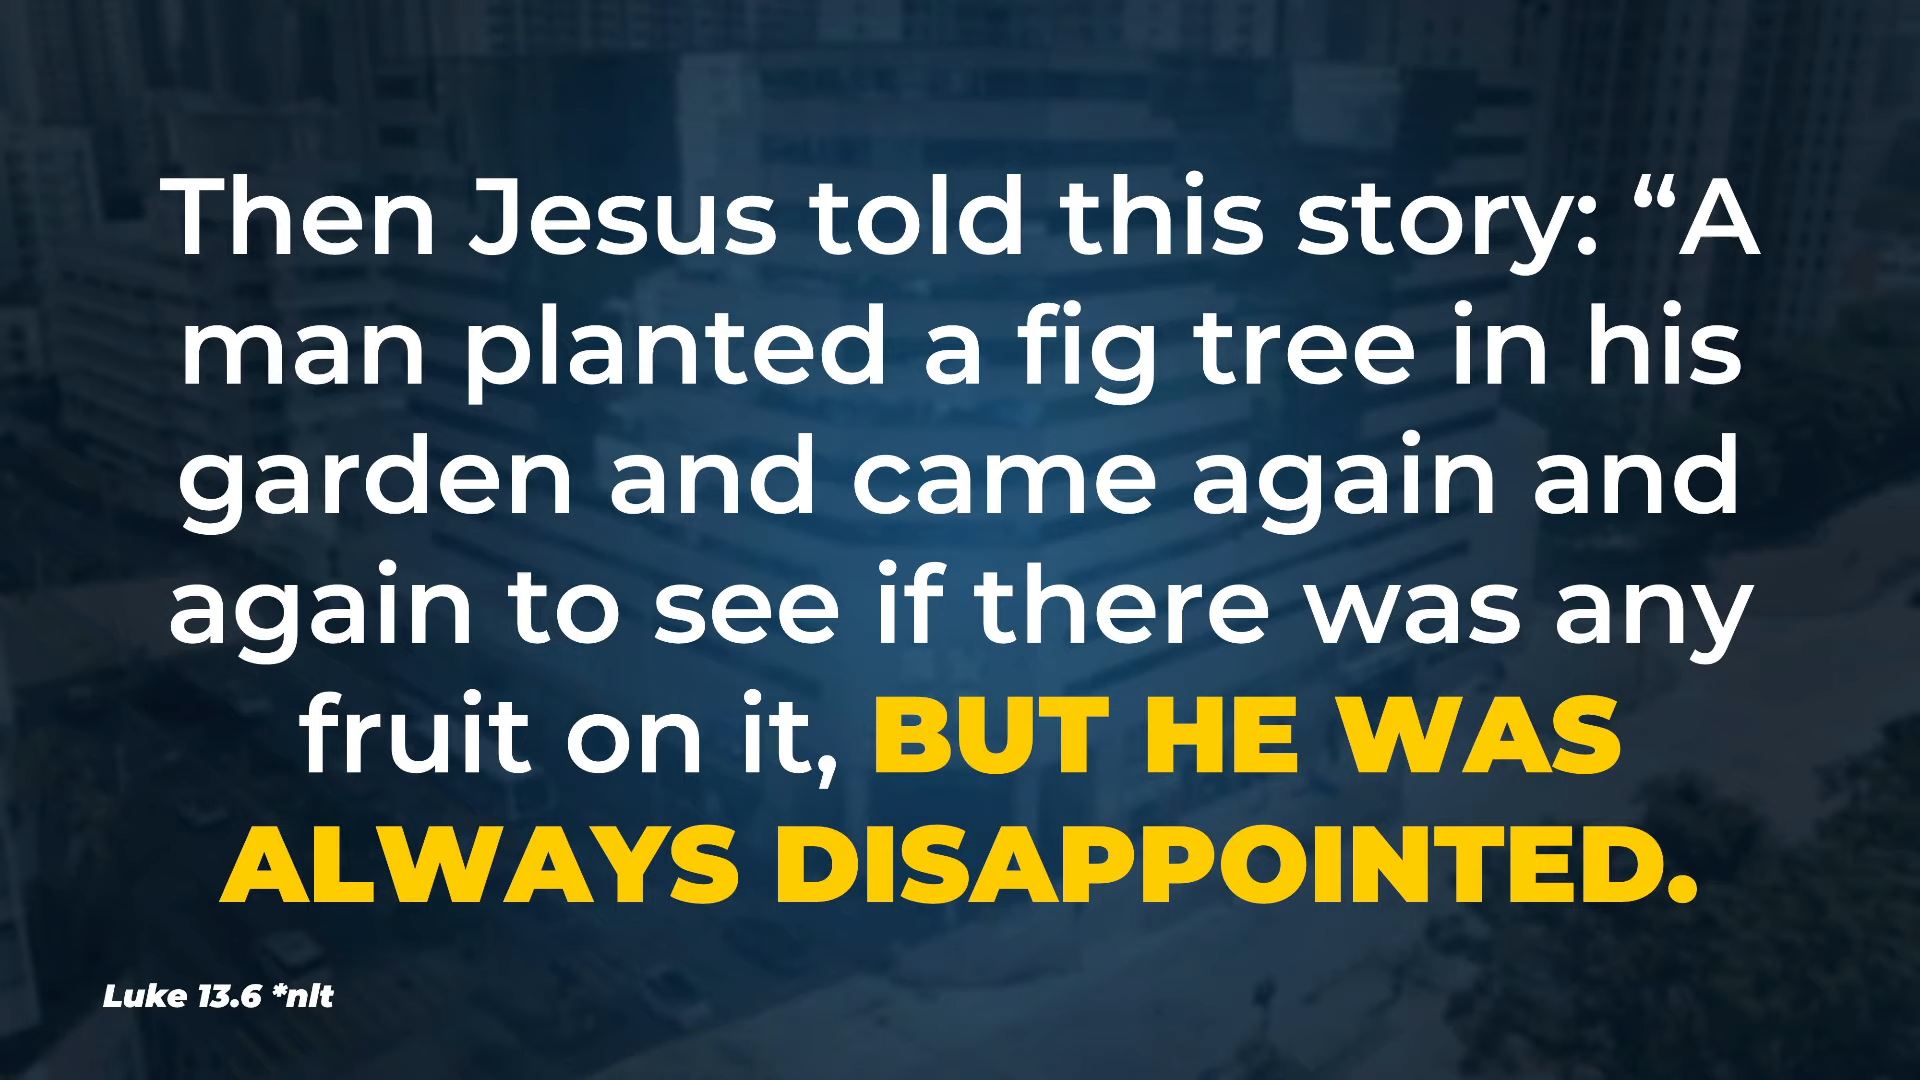 Then Jesus told this story: “A
man planted a fig tree in his
garden and came again and
again to see if there was any
fruit on it, BUT HE WAS
ALWAYS DISAPPOINTED.
Luke 13.6 *nlt